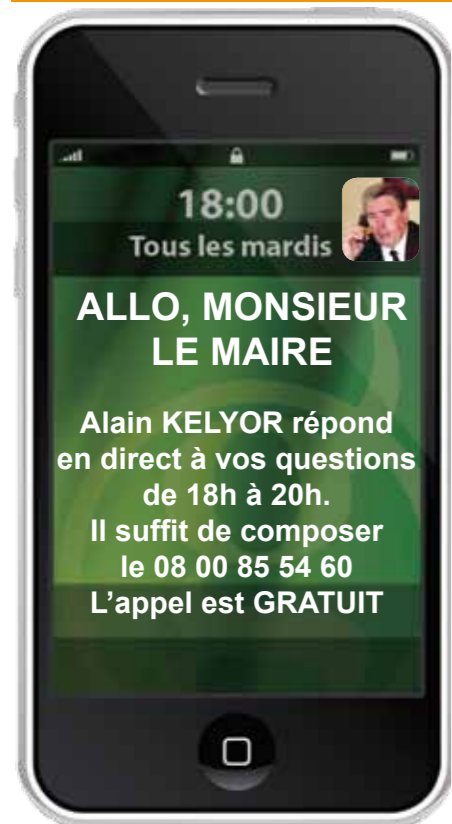 18:00
Tous les mardis
ALLO, MONSIEUR
LE MAIRE
Alain KELYOR répond
en direct à vos questions
de 18h à 20h.
Il suffit de composer
le 08 00 85 54 60
L’appel est GRATUIT